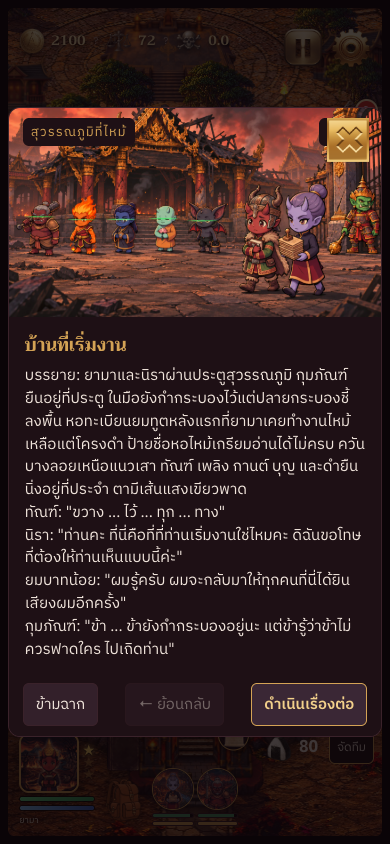 2100
72
0.0
สุวรรณภูมิที่ไหม้
บ้านที่เริ่มงาน
บรรยาย: ยามาและนิราผ่านประตูสุวรรณภูมิ กุมภัณฑ์
ยืนอยู่ที่ประตู ในมือยังกำกระบองไว้แต่ปลายกระบองชี้
ลงพื้น หอทะเบียนยมทูตหลังแรกที่ยามาเคยทำงานไหม้
เหลือแต่โครงดำ ป้ายชื่อหอไหม้เกรียมอ่านได้ไม่ครบ ควัน
บางลอยเหนือแนวเสา ทัณฑ์ เพลิง กานต์ บุญ และดำยืน
นิ่งอยู่ที่ประจำ ตามีเส้นแสงเขียวพาด
ทัณฑ์: "ขวาง ... ไว้ ... ทุก ... ทาง"
นิรา: "ท่านคะ ที่นี่คือที่ที่ท่านเริ่มงานใช่ไหมคะ ดิฉันขอโทษ
ที่ต้องให้ท่านเห็นแบบนี้ค่ะ"
ยมบาทน้อย: "ผมรู้ครับ ผมจะกลับมาให้ทุกคนที่นี่ได้ยิน
เสียงผมอีกครั้ง"
กุมภัณฑ์: "ข้า ... ข้ายังกำกระบองอยู่นะ แต่ข้ารู้ว่าข้าไม่
ควรฟาดใคร ไปเถิดท่าน"
ข้ามฉาก
← ย้อนกลับ
ดำเนินเรื่องต่อ
80
จัดทีม
ยามา